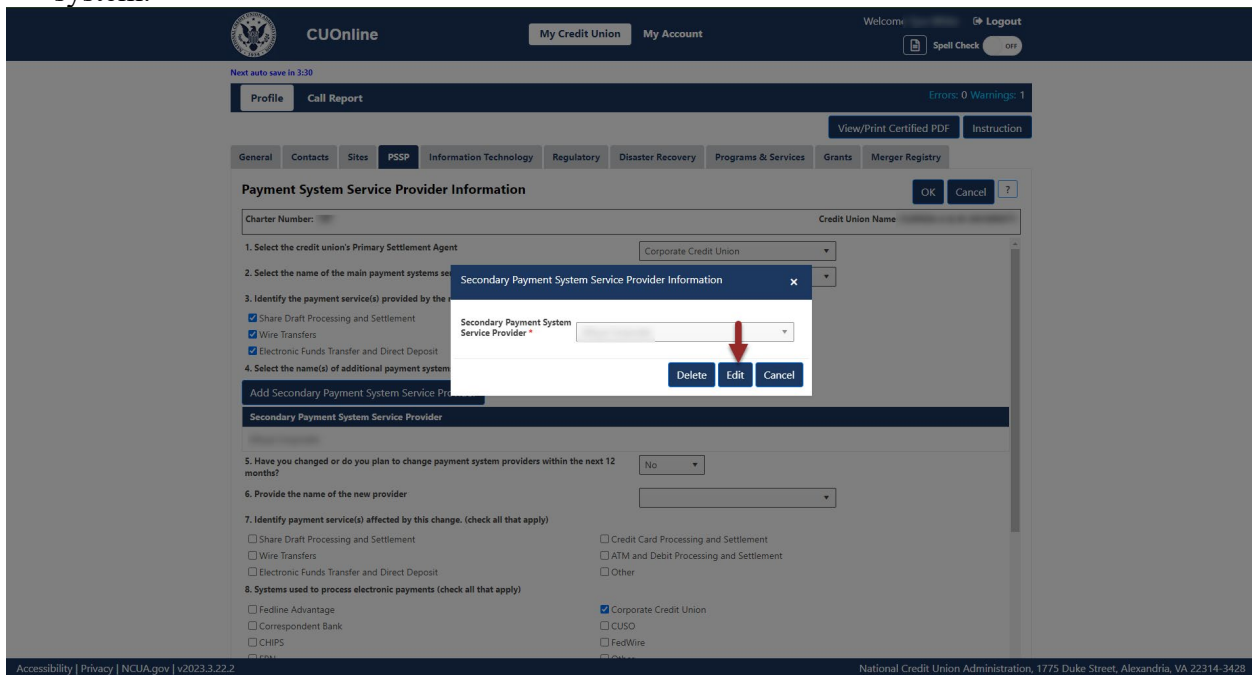 system.
CUOnline
My Credit Union My Account
Logout
Spell Check OFF
Next auto save in 3:30
Profile Call Report Errors: 0 Warnings: 1
View/Print Certified PDF Instruction
General Contacts Sites PSSP Information Technology Regulatory Disaster Recovery Programs & Services Grants Merger Registry
Payment System Service Provider Information OK Cancel ?
Charter Number: Credit Union Name
1. Select the credit union's Primary Settlement Agent Corporate Credit Union
2. Select the name of the main payment systems
Secondary Payment System Service Provider Information ×
3. Identify the payment service(s) provided by the
Share Draft Processing and Settlement
Wire Transfers
Electronic Funds Transfer and Direct Deposit
Secondary Payment System
Service Provider *
4. Select the name(s) of additional payment system
Delete Edit Cancel
Add Secondary Payment System Service
Secondary Payment System Service Provider
5. Have you changed or do you plan to change payment system providers within the next 12
months? No
6. Provide the name of the new provider
7. Identify payment service(s) affected by this change. (check all that apply)
Share Draft Processing and Settlement Credit Card Processing and Settlement
Wire Transfers ATM and Debit Processing and Settlement
Electronic Funds Transfer and Direct Deposit Other
8. Systems used to process electronic payments (check all that apply)
Fedline Advantage Corporate Credit Union
Correspondent Bank CUSO
CHIPS FedWire
Accessibility | Privacy | NCUA.gov | v2023.3.22.2 National Credit Union Administration, 1775 Duke Street, Alexandria, VA 22314-3428